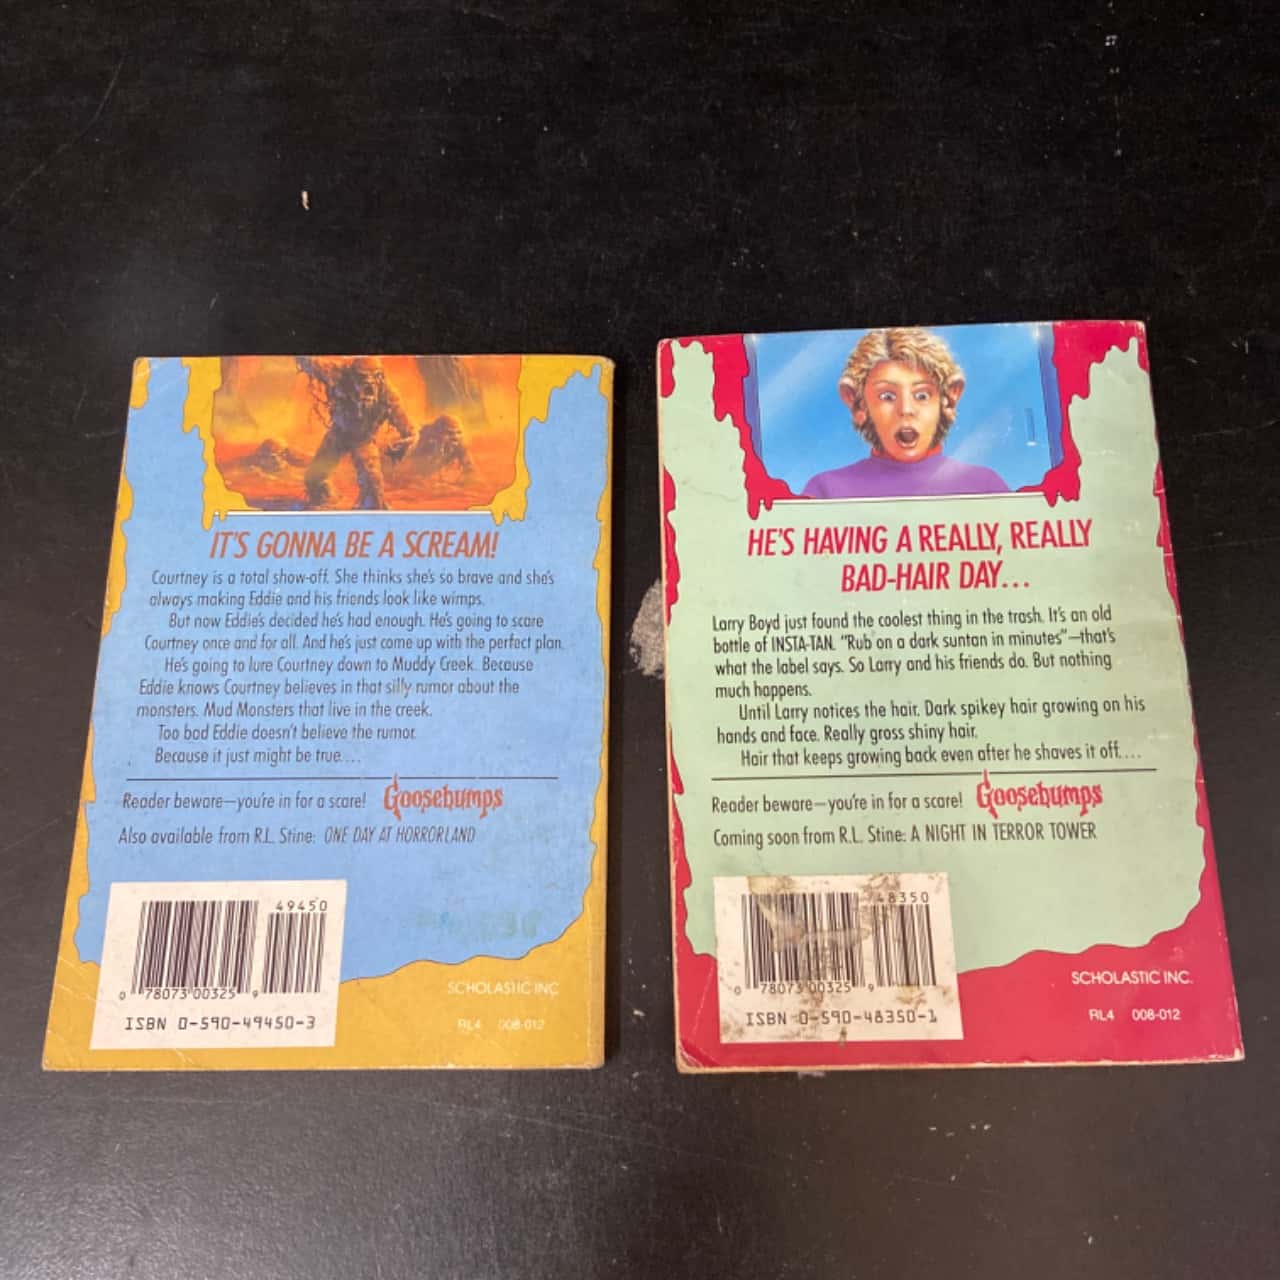 IT'S GONNA BE A SCREAM!
Courtney is a total show-off. She thinks she's so brave and she's
always making Eddie and his friends look like wimps.
But now Eddie's decided he's had enough. He's going to scare
Courtney once and for all. And he's just come up with the perfect plan.
He's going to lure Courtney down to Muddy Creek. Because
Eddie knows Courtney believes in that silly rumor about the
monsters. Mud Monsters that live in the creek.
Too bad Eddie doesn't believe the rumor.
Because it just might be true....
Reader beware—you're in for a scare! Goosebumps
Also available from R.L. Stine: ONE DAY AT HORRORLAND
49450
0 78073 00325 9
ISBN 0-590-49450-3
SCHOLASTIC INC.
RL4 008-012
HE'S HAVING A REALLY, REALLY
BAD-HAIR DAY...
Larry Boyd just found the coolest thing in the trash. It's an old
bottle of INSTA-TAN. "Rub on a dark suntan in minutes"—that's
what the label says. So Larry and his friends do. But nothing
much happens.
Until Larry notices the hair. Dark spikey hair growing on his
hands and face. Really gross shiny hair.
Hair that keeps growing back even after he shaves it off....
Reader beware—you're in for a scare! Goosebumps
Coming soon from R.L. Stine: A NIGHT IN TERROR TOWER
48350
0 78073 00325 9
ISBN 0-590-48350-1
SCHOLASTIC INC.
RL4 008-012